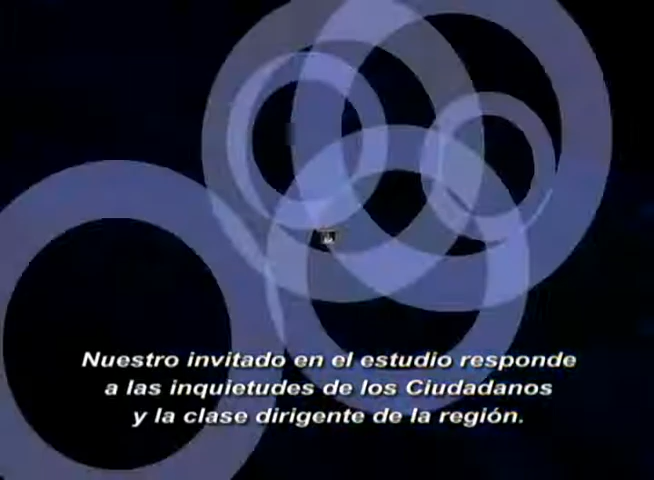 Nuestro invitado en el estudio responde
a las inquietudes de los Ciudadanos
y la clase dirigente de la región.